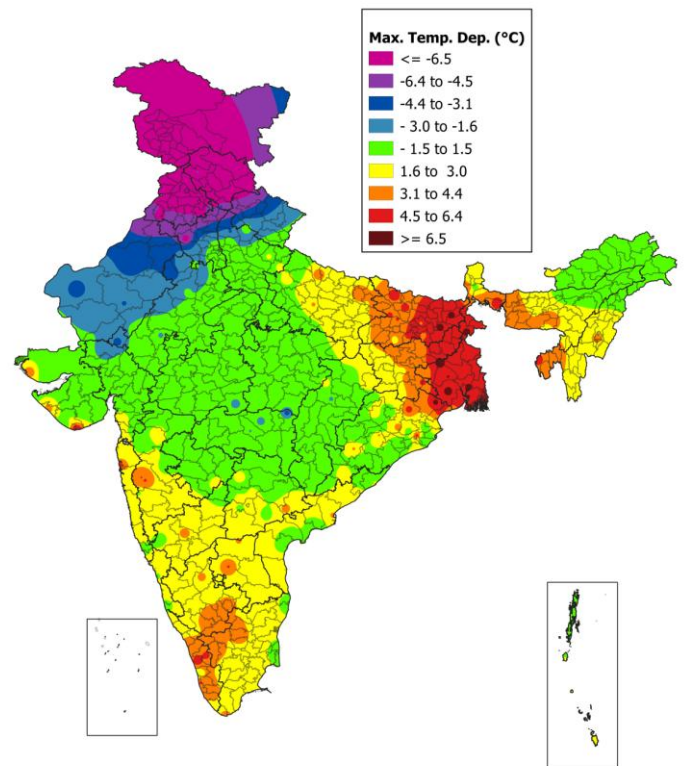 Max. Temp. Dep. (°C)
<= -6.5
-6.4 to -4.5
-4.4 to -3.1
- 3.0 to -1.6
- 1.5 to 1.5
1.6 to 3.0
3.1 to 4.4
4.5 to 6.4
>= 6.5